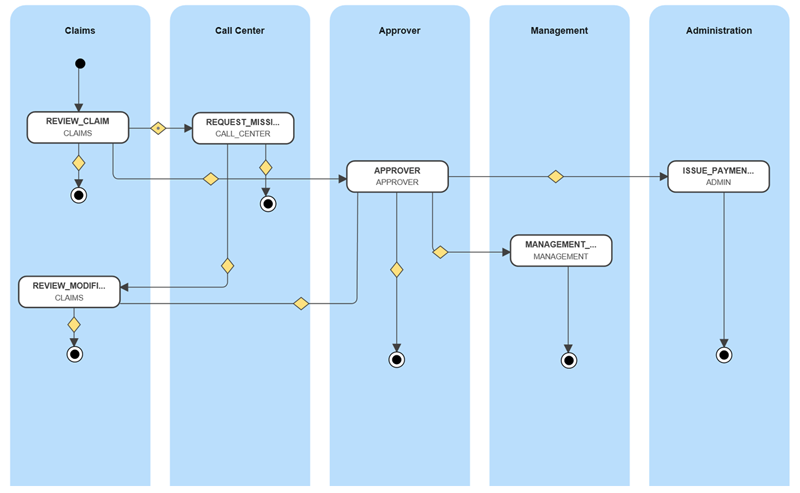 Claims
Call Center
Approver
Management
Administration
REVIEW_CLAIM
CLAIMS
REQUEST_MISSI...
CALL_CENTER
APPROVER
APPROVER
ISSUE_PAYMEN...
ADMIN
MANAGEMENT_...
MANAGEMENT
REVIEW_MODIFI...
CLAIMS